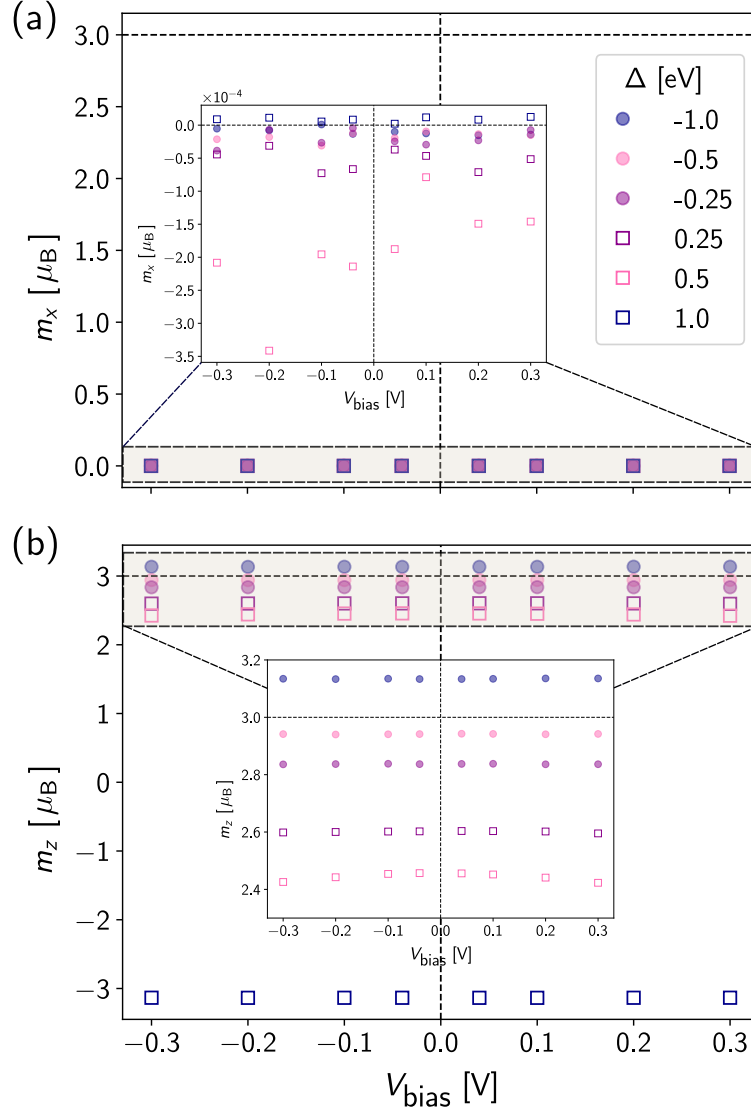 (a)
3.0
2.5
2.0
1.5
1.0
0.5
0.0
m_x [μ_B]
Δ [eV]
-1.0
-0.5
-0.25
0.25
0.5
1.0
×10⁻⁴
0.0
−0.5
−1.0
−1.5
−2.0
−2.5
−3.0
−3.5
m_x [μ_B]
−0.3 −0.2 −0.1 0.0 0.1 0.2 0.3
V_bias [V]
(b)
3
2
1
0
−1
−2
−3
m_z [μ_B]
3.2
3.0
2.8
2.6
2.4
m_z [μ_B]
−0.3 −0.2 −0.1 0.0 0.1 0.2 0.3
V_bias [V]
−0.3 −0.2 −0.1 0.0 0.1 0.2 0.3
V_bias [V]